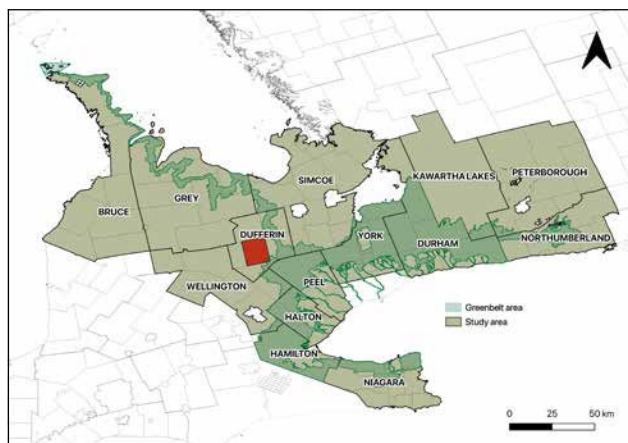 KAWARTHA LAKES
PETERBOROUGH
SIMCOE
GREY
BRUCE
DUFFERIN
YORK
DURHAM
NORTHUMBERLAND
WELLINGTON
PEEL
HALTON
HAMILTON
NIAGARA
Greenbelt area
Study area
0 25 50 km